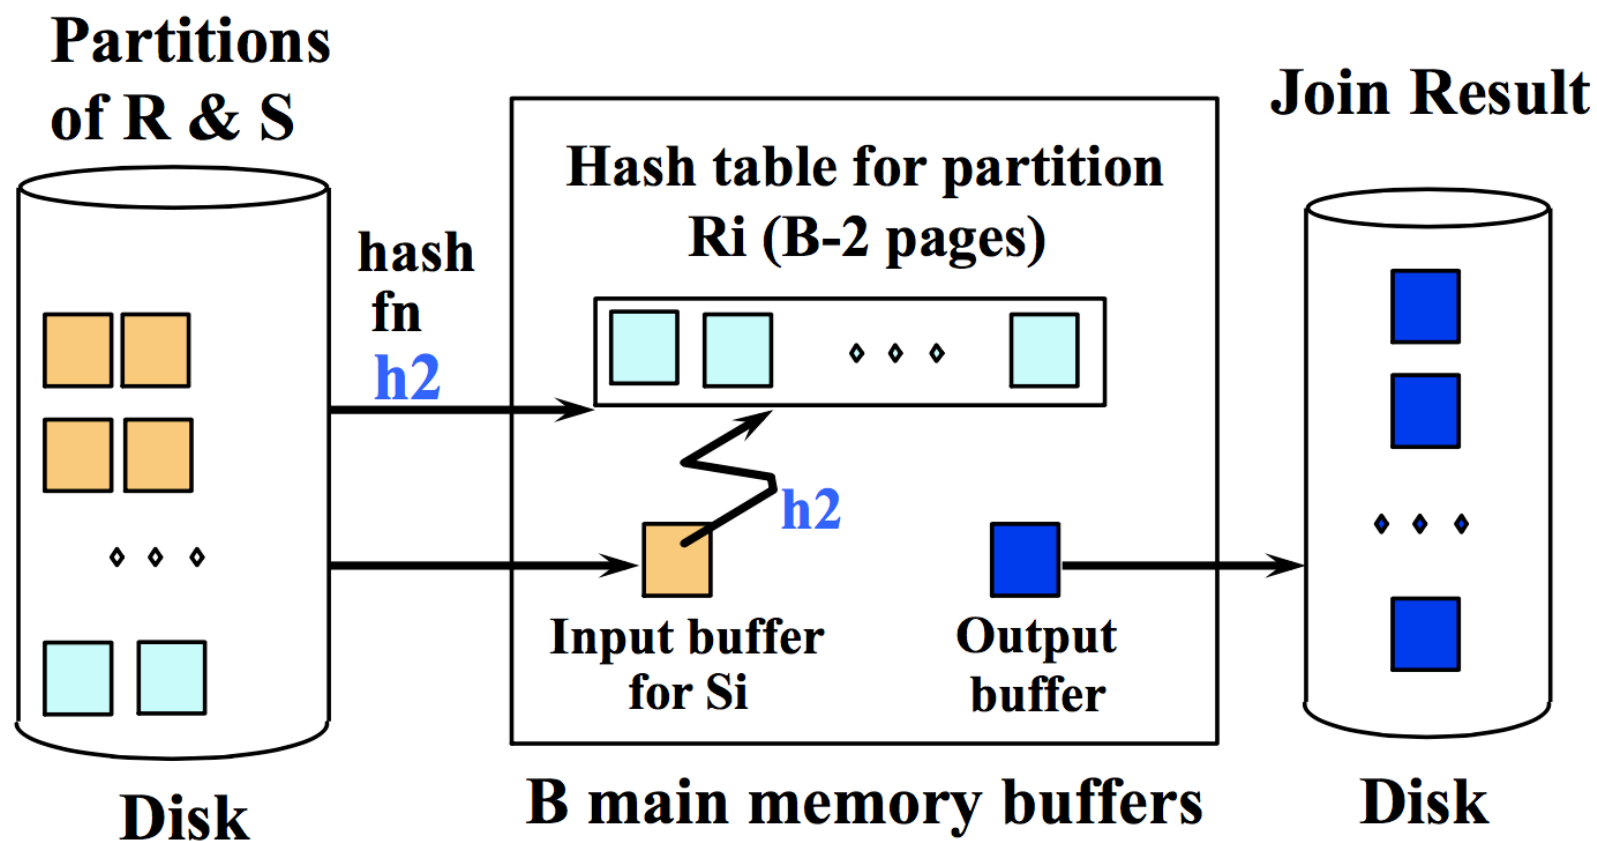 Partitions
of R & S
Join Result
Hash table for partition
Ri (B-2 pages)
hash
fn
h2
h2
Input buffer
for Si
Output
buffer
B main memory buffers
Disk
Disk